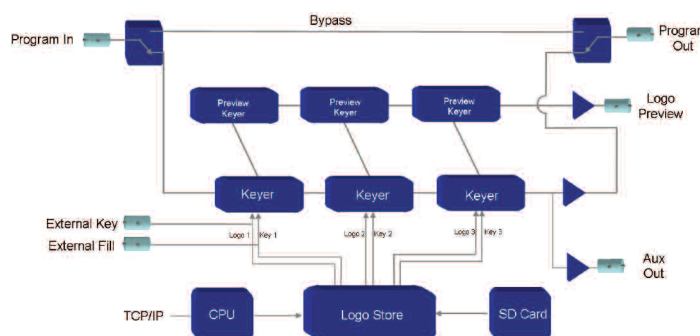 Bypass
Program In
Program
Out
Preview
Keyer
Preview
Keyer
Preview
Keyer
Logo
Preview
Keyer
Keyer
Keyer
External Key
External Fill
Logo 1
Key 1
Logo 2
Key 2
Logo 3
Key 3
Aux
Out
TCP/IP
CPU
Logo Store
SD Card